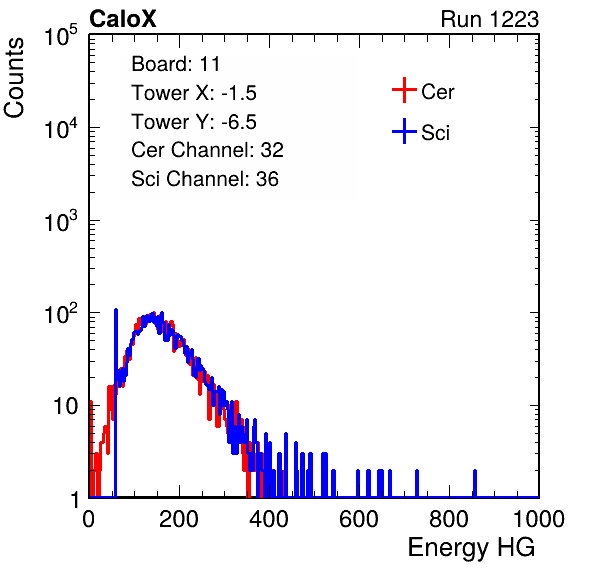 CaloX Run 1223
Counts
Board: 11
Tower X: -1.5
Tower Y: -6.5
Cer Channel: 32
Sci Channel: 36
Cer
Sci
10^5
10^4
10^3
10^2
10
1
0 200 400 600 800 1000
Energy HG